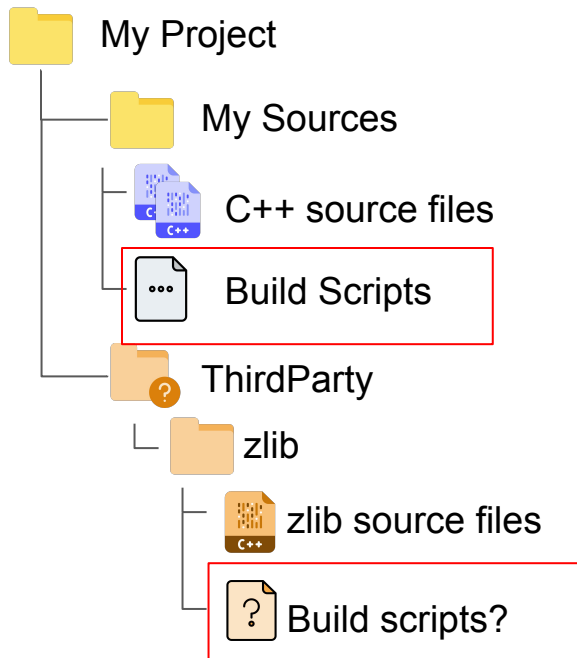 My Project
My Sources
C++
C++
C++ source files
Build Scripts
?
ThirdParty
zlib
C++
zlib source files
?
Build scripts?